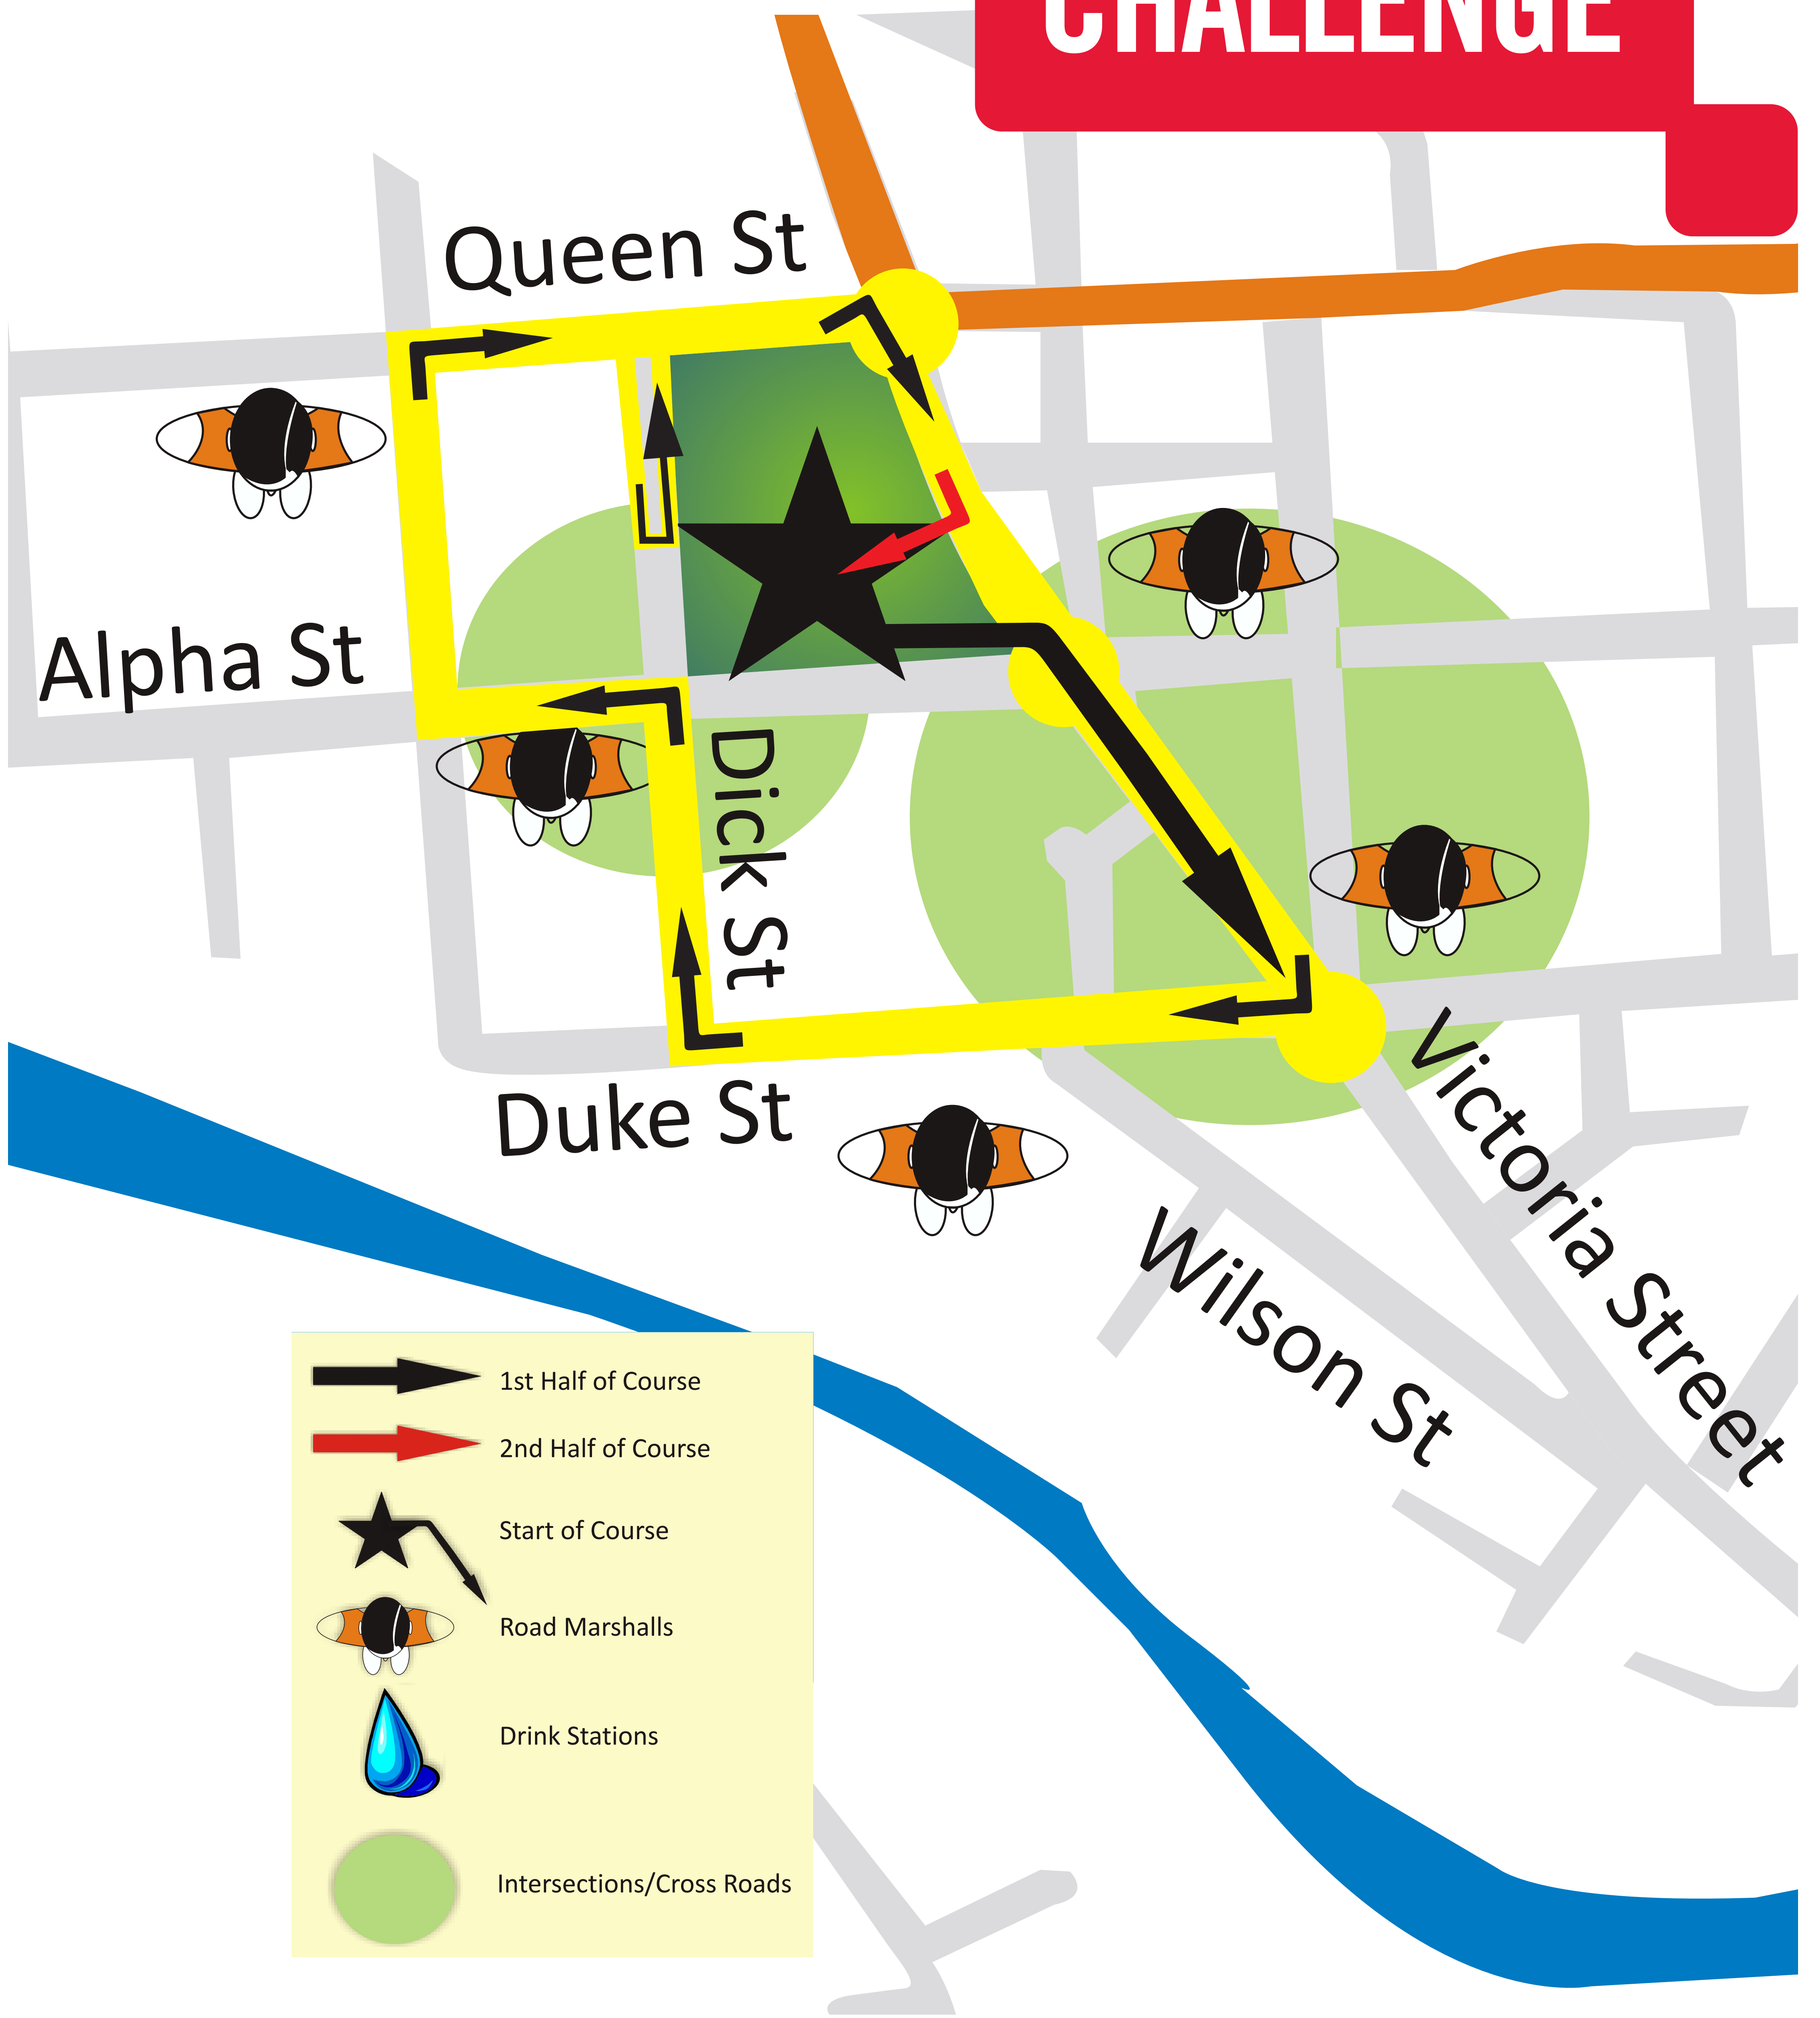 CHALLENGE
Queen St
Alpha St
Dick St
Duke St
Victoria Street
Wilson St
1st Half of Course
2nd Half of Course
Start of Course
Road Marshalls
Drink Stations
Intersections/Cross Roads